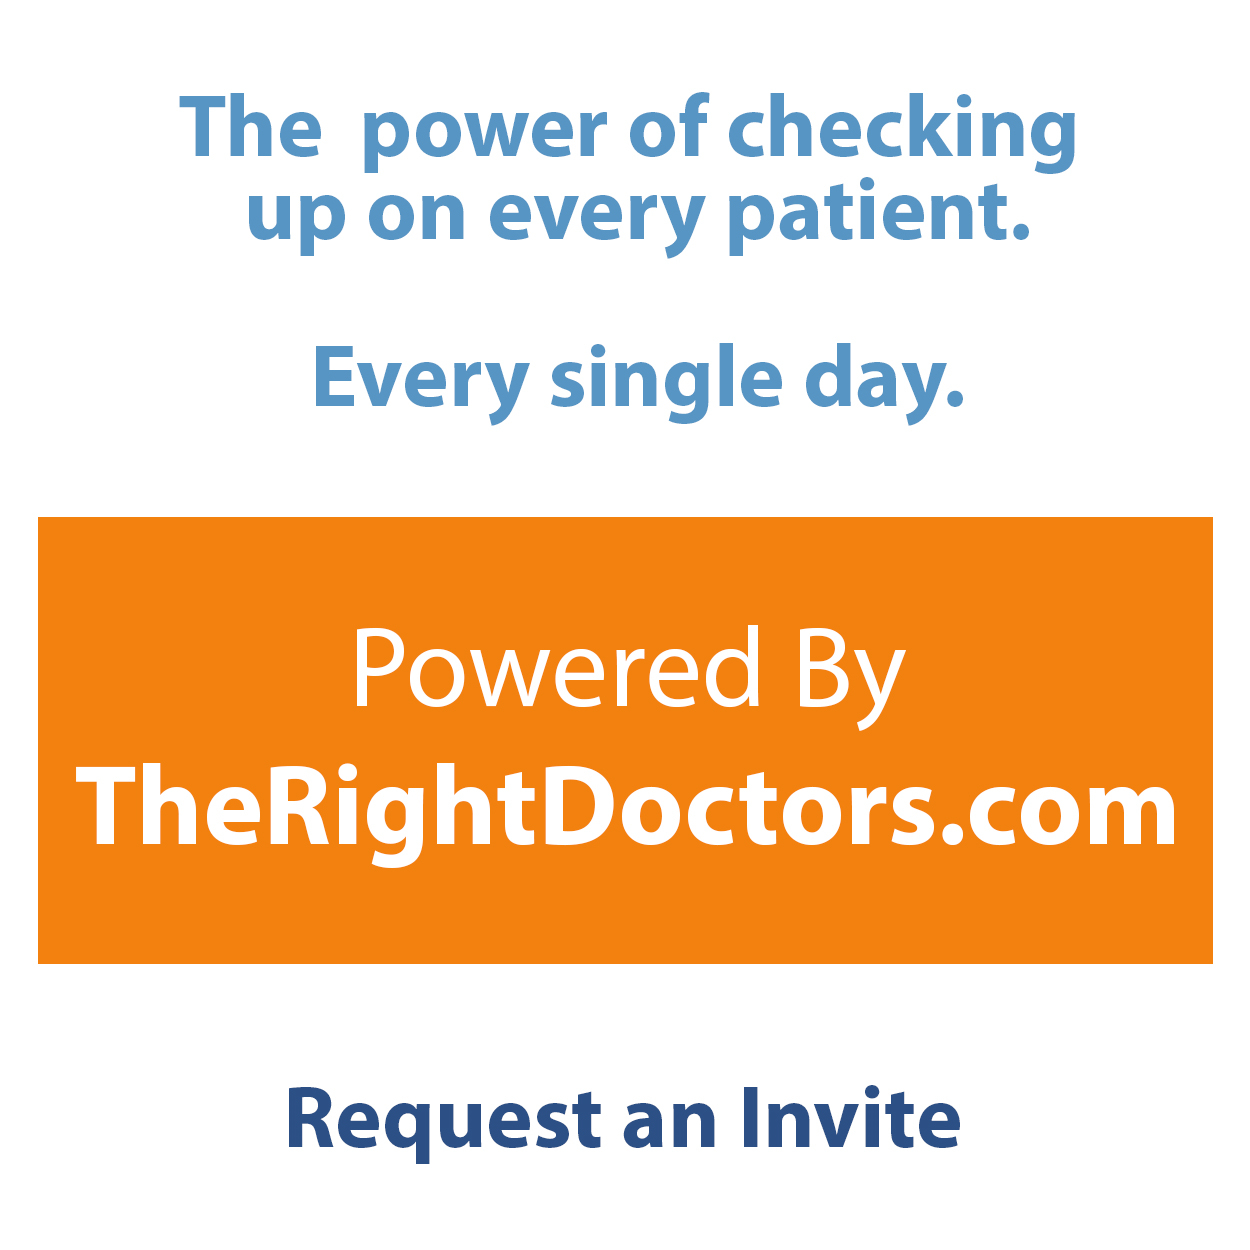 The power of checking
up on every patient.
Every single day.
Powered By
TheRightDoctors.com
Request an Invite